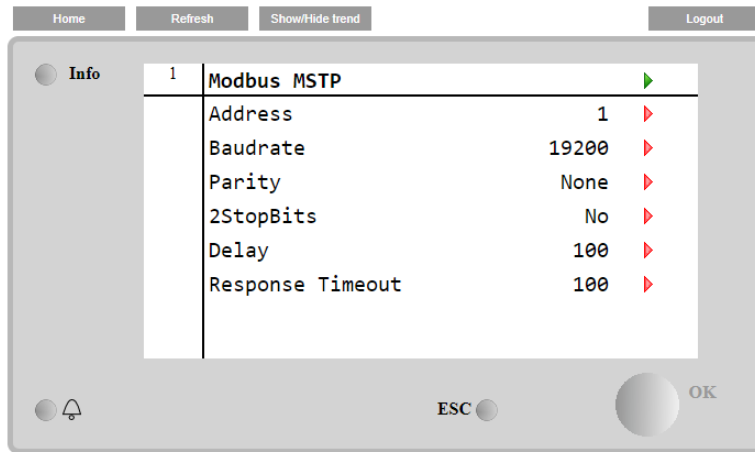 Home Refresh Show/Hide trend Logout
Info 1 Modbus MSTP
Address 1
Baudrate 19200
Parity None
2StopBits No
Delay 100
Response Timeout 100
ESC OK